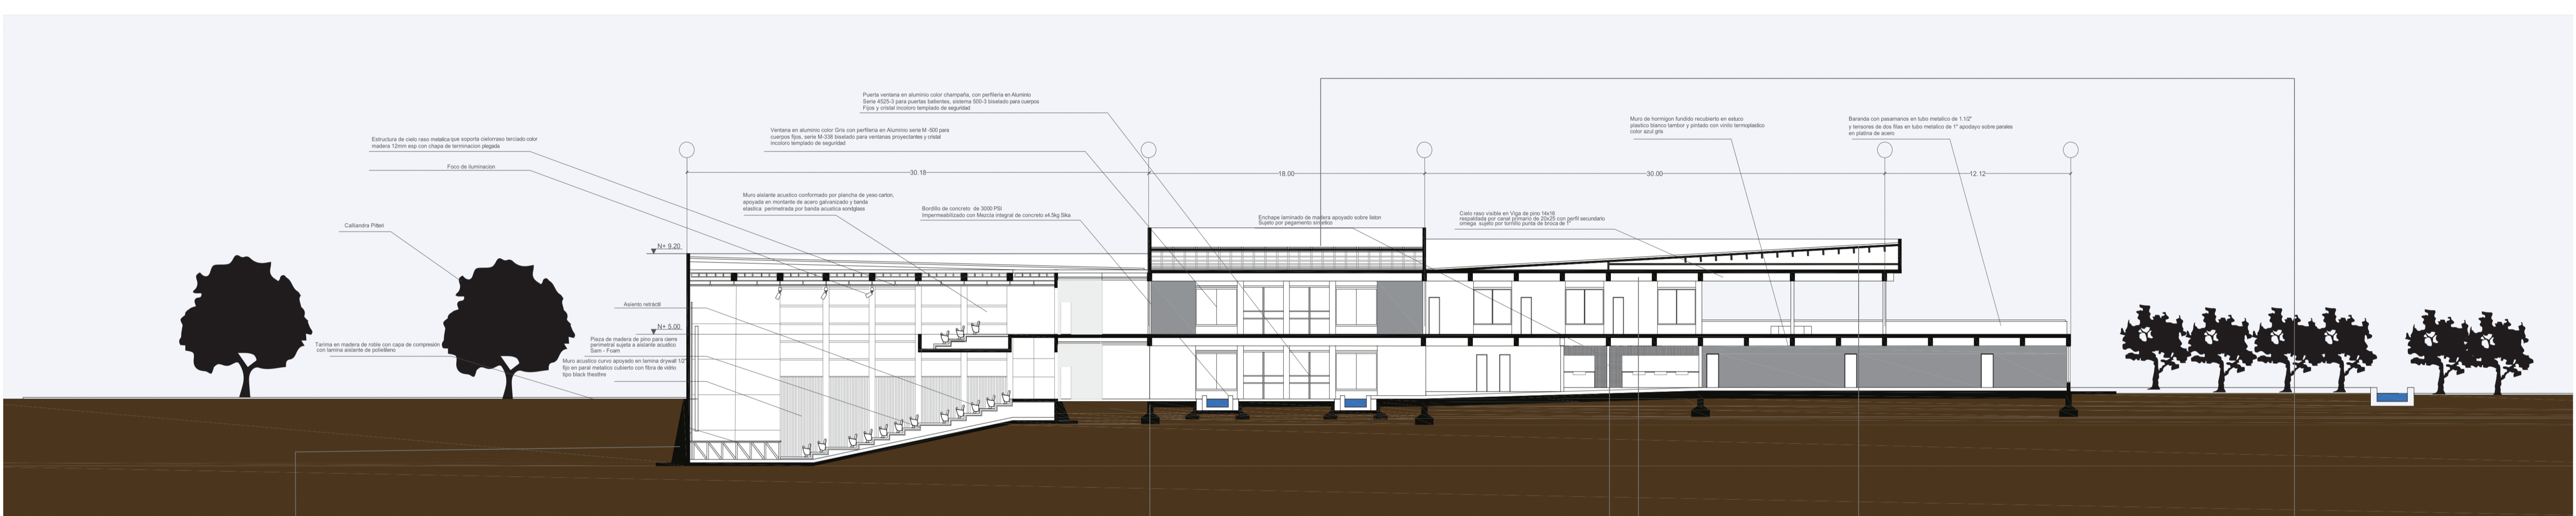 Puerta ventana en aluminio color champaña, con perfileria en Aluminio
Serie 4525-3 para puertas batientes, sistema 500-3 biselado para cuerpos
Fijos y cristal incoloro templado de seguridad
Ventana en aluminio color Gris con perfileria en Aluminio serie M -500 para
cuerpos fijos, serie M-338 biselado para ventanas proyectantes y cristal
incoloro templado de seguridad
Estructura de cielo raso metalica que soporta cielorraso terciado color
madera 12mm esp con chapa de terminacion plegada
Foco de iluminacion
Muro de hormigon fundido recubierto en estuco
plastico blanco tambor y pintado con vinilo termoplastico
color azul gris
Baranda con pasamanos en tubo metalico de 1.1/2"
y tensores de dos filas en tubo metalico de 1" apodayo sobre parales
en platina de acero
30.18
18.00
30.00
12.12
Muro aislante acustico conformado por plancha de yeso carton,
apoyada en montante de acero galvanizado y banda
elastica perimetrada por banda acustica sondglass
Bordillo de concreto de 3000 PSI
Impermeabilizado con Mezcla integral de concreto x4.5kg Sika
Enchape laminado de madera apoyado sobre liston
Sujeto por pegamento sintetico
Cielo raso visible en Viga de pino 14x16
respaldada por canal primario de 20x25 con perfil secundario
omega sujeto por tornillo punta de broca de 1"
Calliandra Pitteri
N+ 9.20
Asiento retráctil
N+ 5.00
Tarima en madera de roble con capa de compresión
con lamina aislante de polietileno
Pieza de madera de pino para cierre
perimetral sujeta a aislante acustico
Sam - Foam
Muro acustico curvo apoyado en lamina drywall 1/2"
fijo en paral metalico cubierto con fibra de vidrio
tipo black theathre